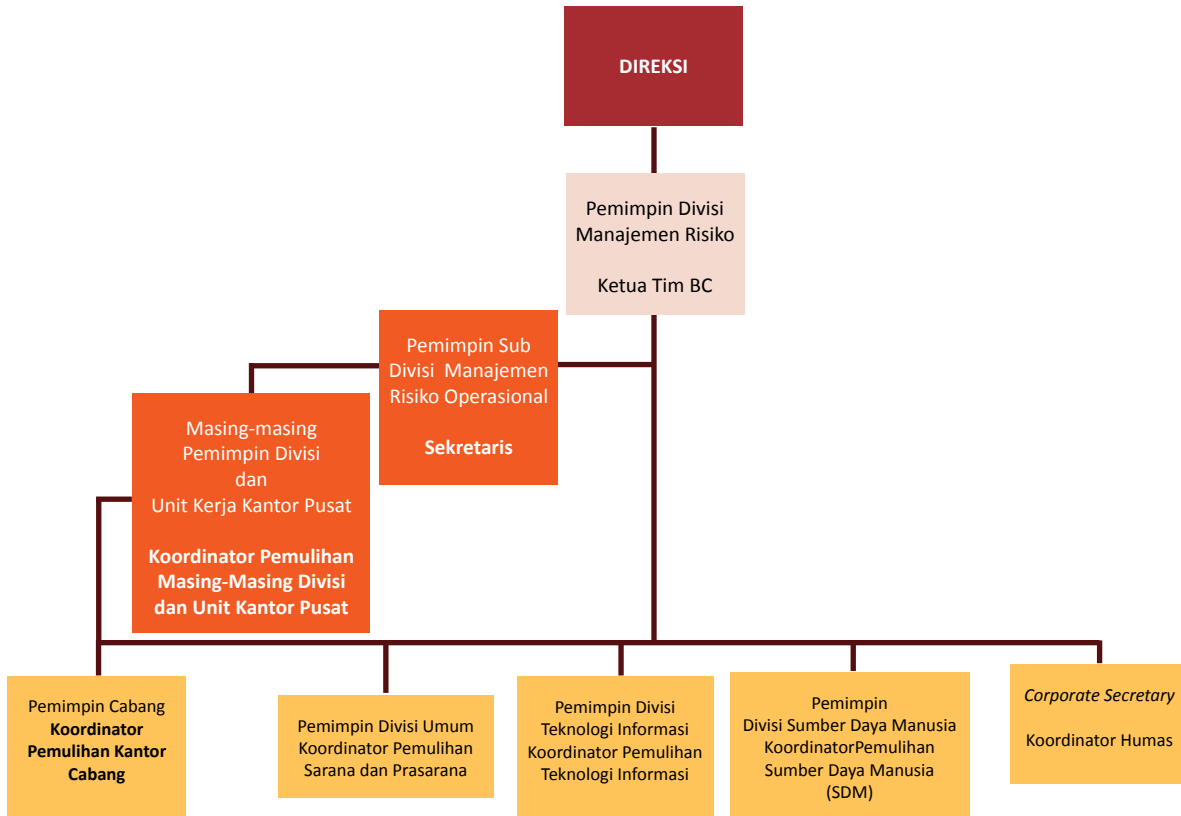 DIREKSI
Pemimpin Divisi
Manajemen Risiko
Ketua Tim BC
Pemimpin Sub
Divisi Manajemen
Risiko Operasional
Sekretaris
Masing-masing
Pemimpin Divisi
dan
Unit Kerja Kantor Pusat
Koordinator Pemulihan
Masing-Masing Divisi
dan Unit Kantor Pusat
Pemimpin Cabang
Koordinator
Pemulihan Kantor
Cabang
Pemimpin Divisi Umum
Koordinator Pemulihan
Sarana dan Prasarana
Pemimpin Divisi
Teknologi Informasi
Koordinator Pemulihan
Teknologi Informasi
Pemimpin
Divisi Sumber Daya Manusia
KoordinatorPemulihan
Sumber Daya Manusia
(SDM)
Corporate Secretary
Koordinator Humas